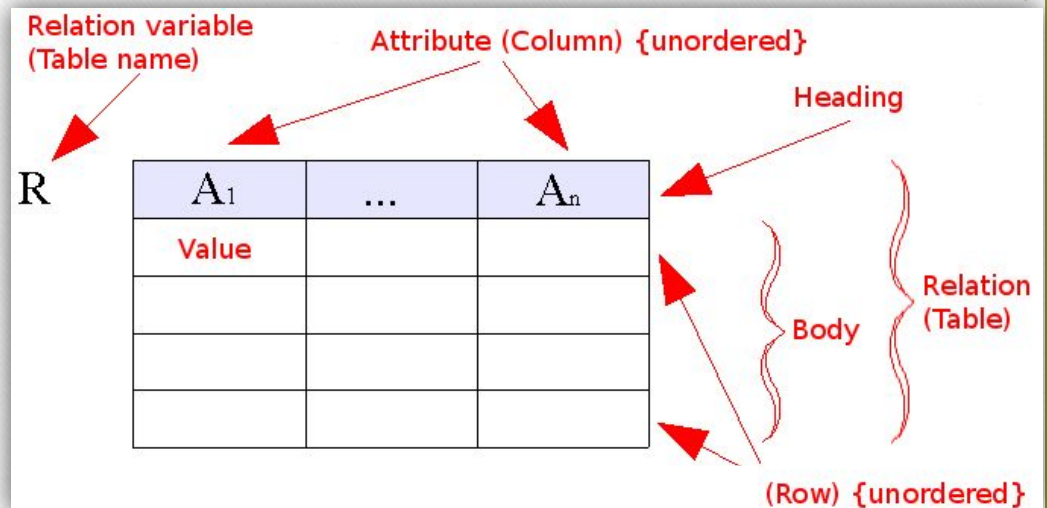 Relation variable
(Table name)
Attribute (Column) {unordered}
Heading
R
A1 ... An
Value
Body
Relation
(Table)
(Row) {unordered}